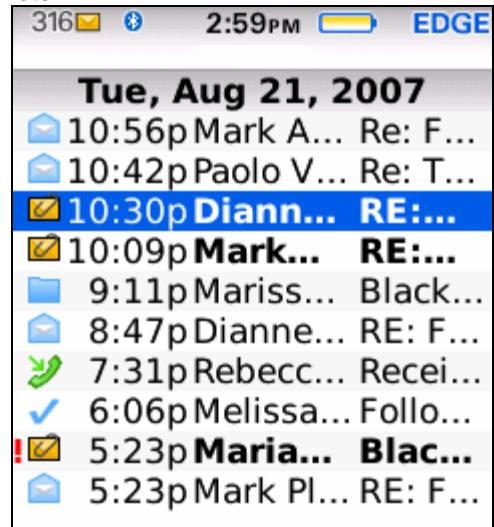 316 2:59PM EDGE
Tue, Aug 21, 2007
10:56p Mark A... Re: F...
10:42p Paolo V... Re: T...
10:30p Diann... RE:...
10:09p Mark... RE:...
9:11p Mariss... Black...
8:47p Dianne... RE: F...
7:31p Rebecc... Recei...
6:06p Melissa... Follo...
! 5:23p Maria... Blac...
5:23p Mark Pl... RE: F...